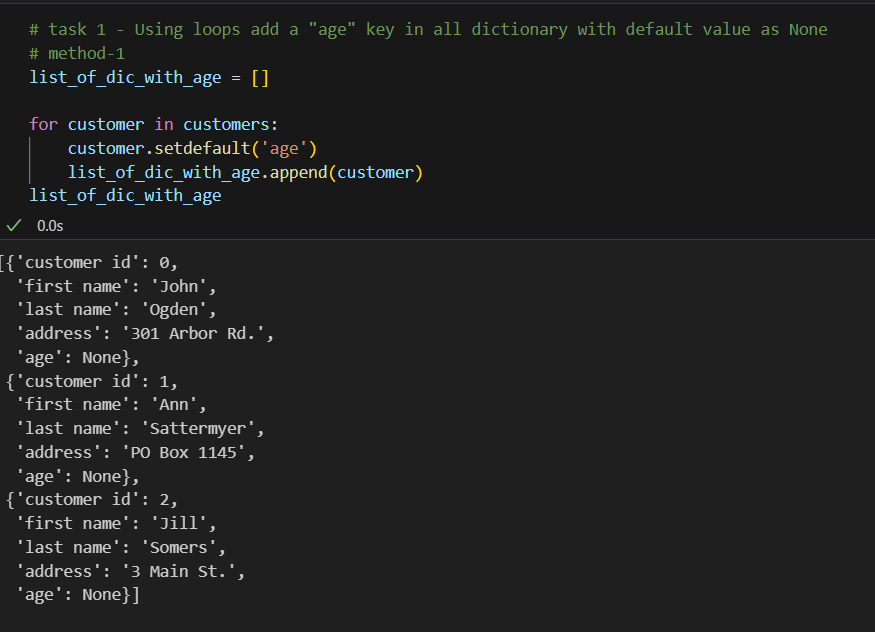 # task 1 - Using loops add a "age" key in all dictionary with default value as None
# method-1
list_of_dic_with_age = []
for customer in customers:
    customer.setdefault('age')
    list_of_dic_with_age.append(customer)
list_of_dic_with_age
0.0s
[{'customer id': 0,
  'first name': 'John',
  'last name': 'Ogden',
  'address': '301 Arbor Rd.',
  'age': None},
 {'customer id': 1,
  'first name': 'Ann',
  'last name': 'Sattermyer',
  'address': 'PO Box 1145',
  'age': None},
 {'customer id': 2,
  'first name': 'Jill',
  'last name': 'Somers',
  'address': '3 Main St.',
  'age': None}]